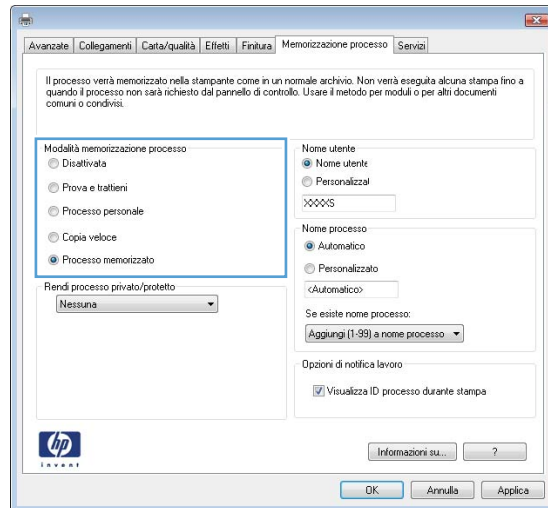 Avanzate Collegamenti Carta/qualità Effetti Finitura Memorizzazione processo Servizi
Il processo verrà memorizzato nella stampante come in un normale archivio. Non verrà eseguita alcuna stampa fino a
quando il processo non sarà richiesto dal pannello di controllo. Usare il metodo per moduli o per altri documenti
comuni o condivisi.
Modalità memorizzazione processo
Disattivata
Prova e trattieni
Processo personale
Copia veloce
Processo memorizzato
Rendi processo privato/protetto
Nessuna
Nome utente
Nome utente
Personalizzat
XXXXS
Nome processo
Automatico
Personalizzato
<Automatico>
Se esiste nome processo:
Aggiungi (1-99) a nome processo
Opzioni di notifica lavoro
Visualizza ID processo durante stampa
hp
invent
Informazioni su... ?
OK Annulla Applica